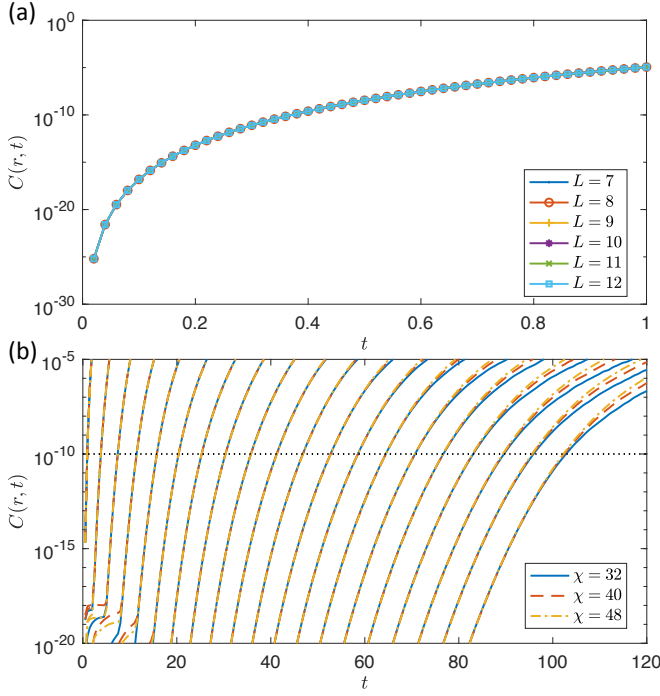 (a)
10^0
10^-10
10^-20
10^-30
C(r, t)
L = 7
L = 8
L = 9
L = 10
L = 11
L = 12
0 0.2 0.4 0.6 0.8 1
t
(b)
10^-5
10^-10
10^-15
10^-20
C(r, t)
χ = 32
χ = 40
χ = 48
0 20 40 60 80 100 120
t